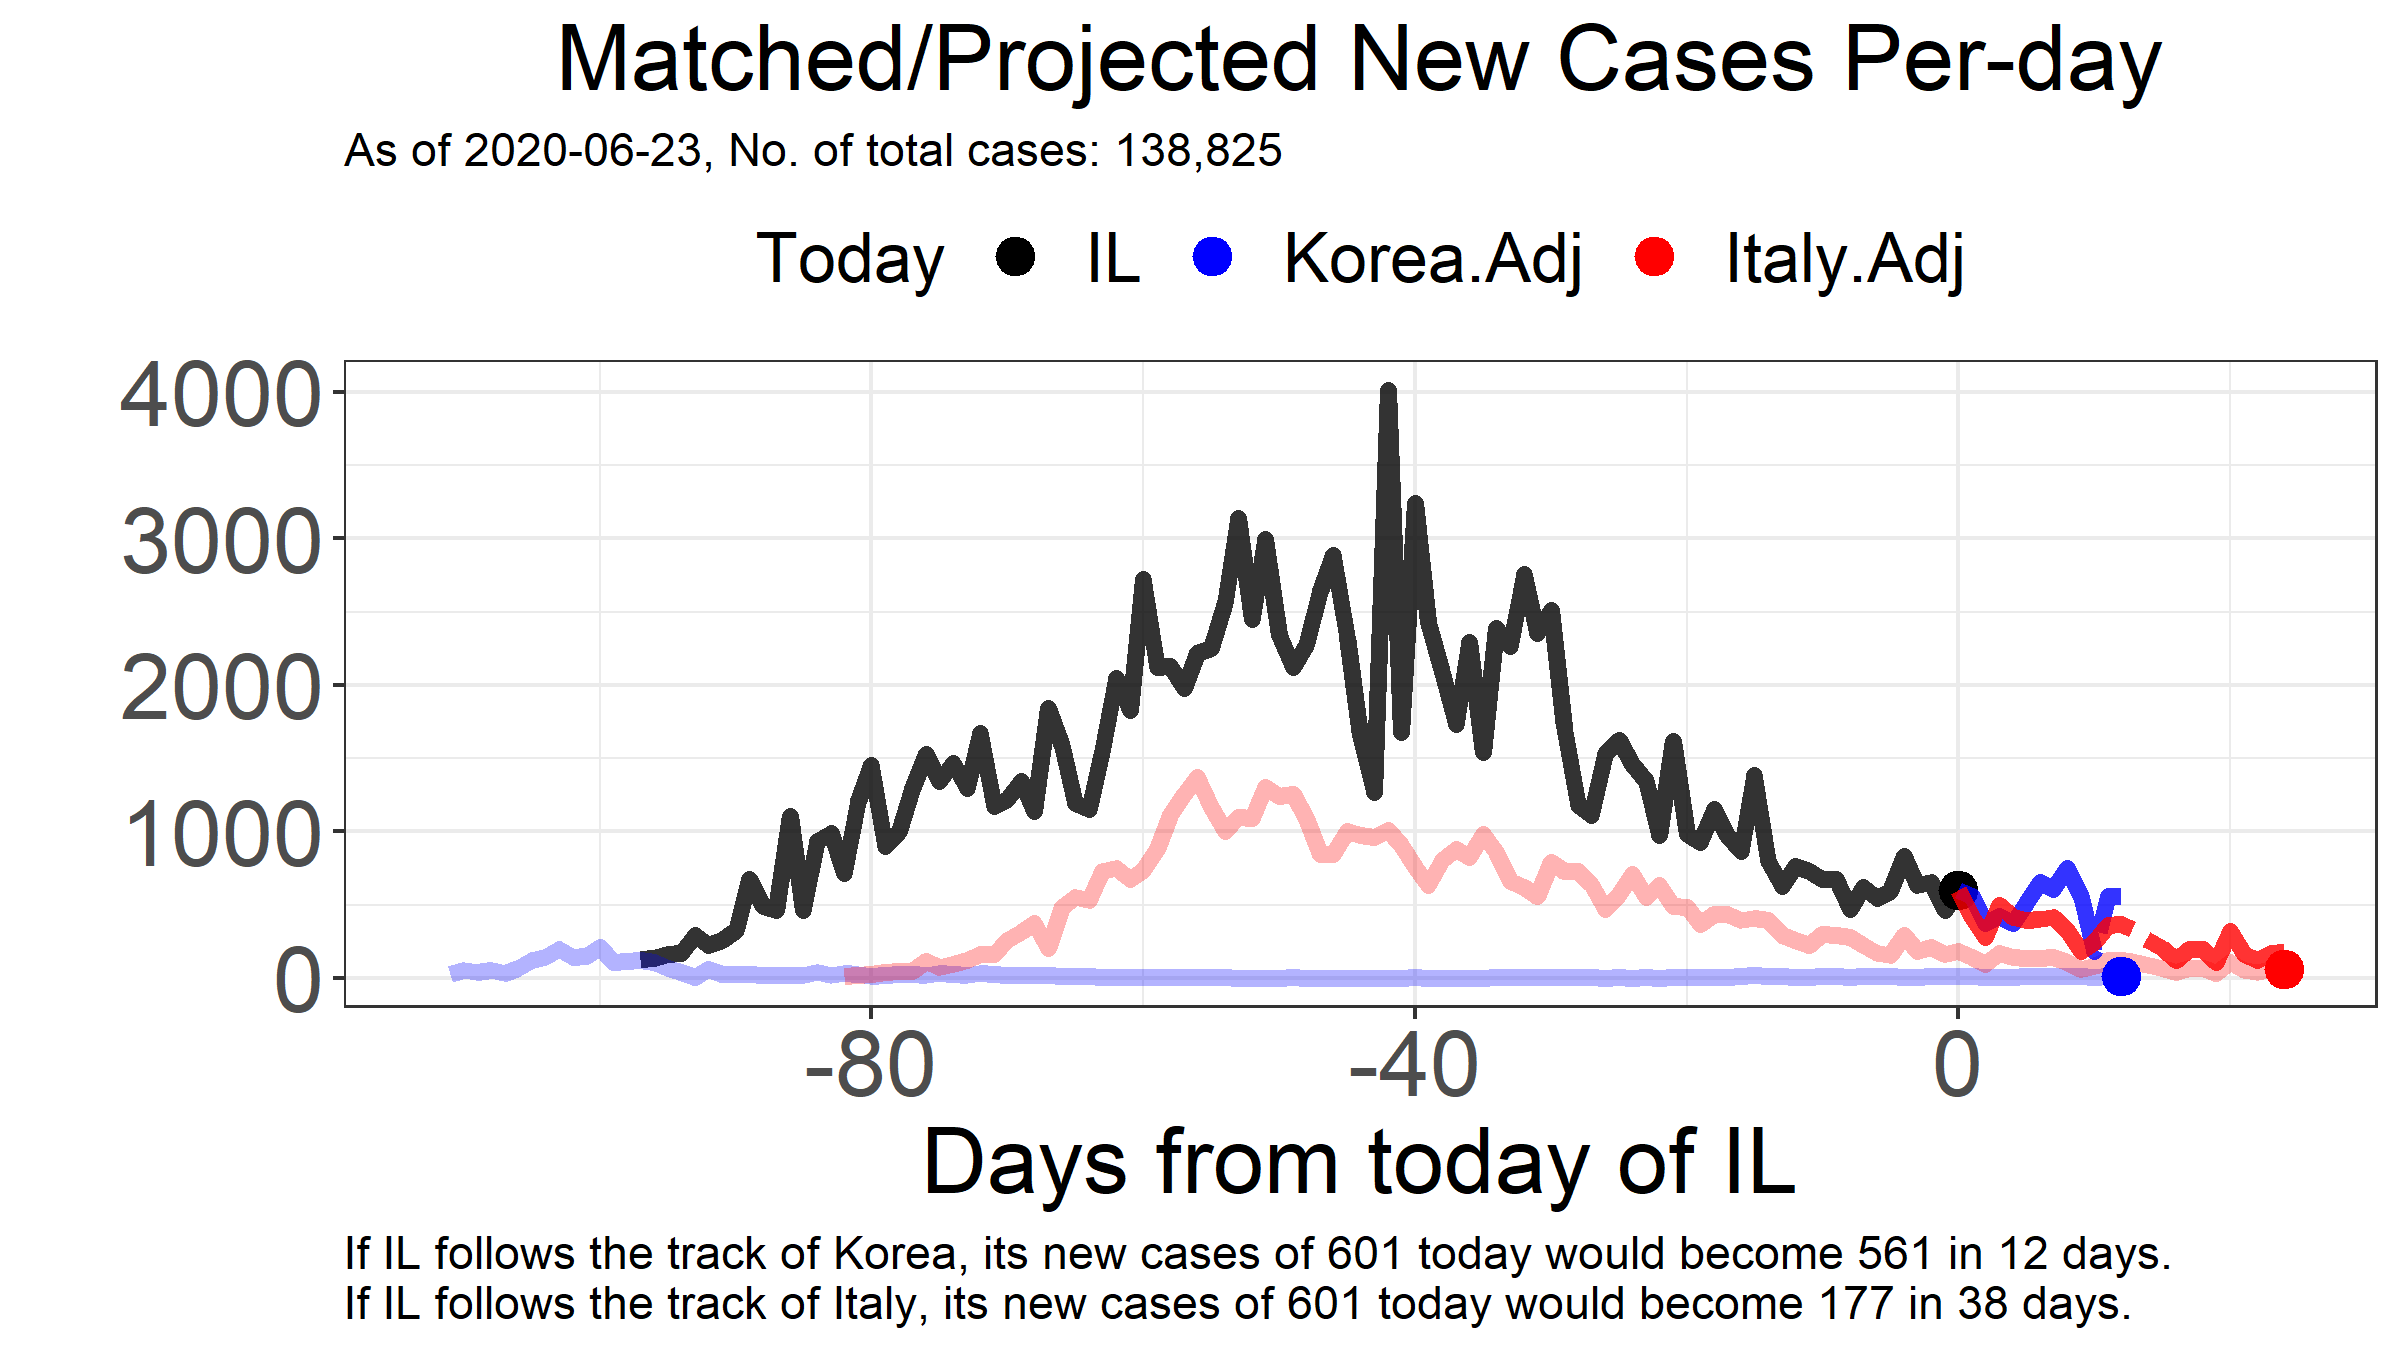 Matched/Projected New Cases Per-day
As of 2020-06-23, No. of total cases: 138,825
Today IL Korea.Adj Italy.Adj
4000
3000
2000
1000
0
-80 -40 0
Days from today of IL
If IL follows the track of Korea, its new cases of 601 today would become 561 in 12 days.
If IL follows the track of Italy, its new cases of 601 today would become 177 in 38 days.